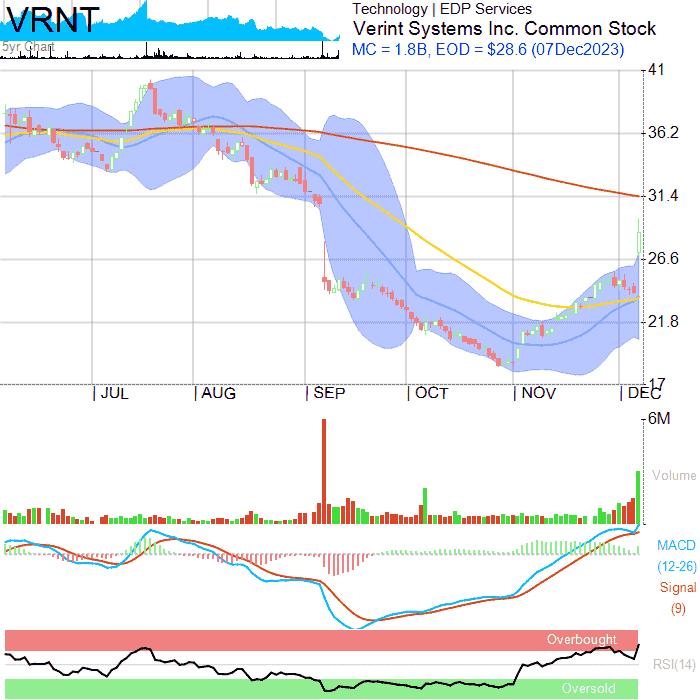 VRNT
5yr Chart
Technology | EDP Services
Verint Systems Inc. Common Stock
MC = 1.8B, EOD = $28.6 (07Dec2023)
41
36.2
31.4
26.6
21.8
17
JUL
AUG
SEP
OCT
NOV
DEC
6M
Volume
MACD
(12-26)
Signal
(9)
Overbought
RSI(14)
Oversold